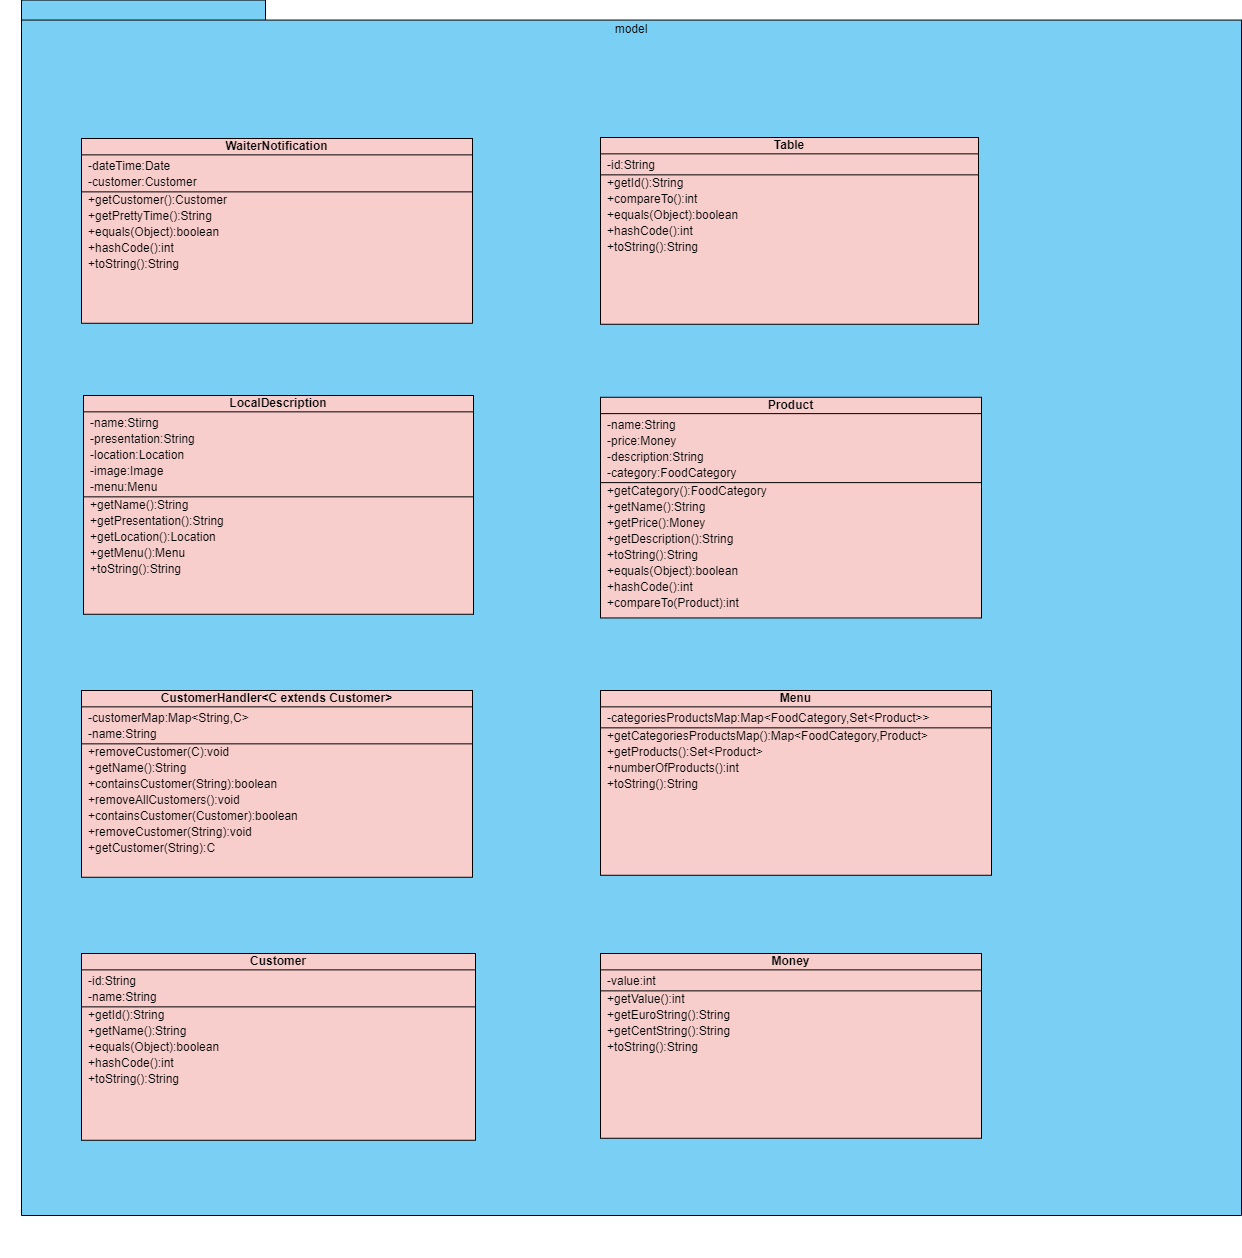 model
WaiterNotification
-dateTime:Date
-customer:Customer
+getCustomer():Customer
+getPrettyTime():String
+equals(Object):boolean
+hashCode():int
+toString():String
Table
-id:String
+getId():String
+compareTo():int
+equals(Object):boolean
+hashCode():int
+toString():String
LocalDescription
-name:Stirng
-presentation:String
-location:Location
-image:Image
-menu:Menu
+getName():String
+getPresentation():String
+getLocation():Location
+getMenu():Menu
+toString():String
Product
-name:String
-price:Money
-description:String
-category:FoodCategory
+getCategory():FoodCategory
+getName():String
+getPrice():Money
+getDescription():String
+toString():String
+equals(Object):boolean
+hashCode():int
+compareTo(Product):int
CustomerHandler<C extends Customer>
-customerMap:Map<String,C>
-name:String
+removeCustomer(C):void
+getName():String
+containsCustomer(String):boolean
+removeAllCustomers():void
+containsCustomer(Customer):boolean
+removeCustomer(String):void
+getCustomer(String):C
Menu
-categoriesProductsMap:Map<FoodCategory,Set<Product>>
+getCategoriesProductsMap():Map<FoodCategory,Product>
+getProducts():Set<Product>
+numberOfProducts():int
+toString():String
Customer
-id:String
-name:String
+getId():String
+getName():String
+equals(Object):boolean
+hashCode():int
+toString():String
Money
-value:int
+getValue():int
+getEuroString():String
+getCentString():String
+toString():String